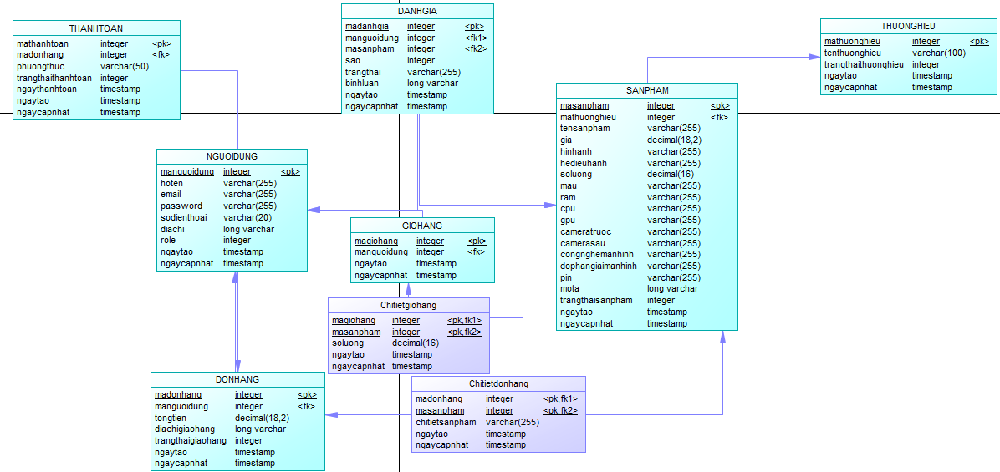 THANHTOAN
mathanhtoan integer <pk>
madonhang integer <fk>
phuongthuc varchar(50)
trangthaithanhtoan integer
ngaythanhtoan timestamp
ngaytao timestamp
ngaycapnhat timestamp
DANHGIA
madanhgia integer <pk>
manguoidung integer <fk1>
masanpham integer <fk2>
sao integer
trangthai varchar(255)
binhluan long varchar
ngaytao timestamp
ngaycapnhat timestamp
THUONGHIEU
mathuonghieu integer <pk>
tenthuonghieu varchar(100)
trangthaithuonghieu integer
ngaytao timestamp
ngaycapnhat timestamp
SANPHAM
masanpham integer <pk>
mathuonghieu integer <fk>
tensanpham varchar(255)
gia decimal(18,2)
hinhanh varchar(255)
hedieuhanh varchar(255)
soluong decimal(16)
mau varchar(255)
ram varchar(255)
cpu varchar(255)
gpu varchar(255)
cameratruoc varchar(255)
camerasau varchar(255)
congnghemanhinh varchar(255)
dophangiaimanhinh varchar(255)
pin varchar(255)
mota long varchar
trangthaisanpham integer
ngaytao timestamp
ngaycapnhat timestamp
NGUOIDUNG
manguoidung integer <pk>
hoten varchar(255)
email varchar(255)
password varchar(255)
sodienthoai varchar(20)
diachi long varchar
role integer
ngaytao timestamp
ngaycapnhat timestamp
GIOHANG
magiohang integer <pk>
manguoidung integer <fk>
ngaytao timestamp
ngaycapnhat timestamp
Chitietgiohang
magiohang integer <pk,fk1>
masanpham integer <pk,fk2>
soluong decimal(16)
ngaytao timestamp
ngaycapnhat timestamp
DONHANG
madonhang integer <pk>
manguoidung integer <fk>
tongtien decimal(18,2)
diachigiaohang long varchar
trangthaigiaohang integer
ngaytao timestamp
ngaycapnhat timestamp
Chitietdonhang
madonhang integer <pk,fk1>
masanpham integer <pk,fk2>
chitietsanpham varchar(255)
ngaytao timestamp
ngaycapnhat timestamp